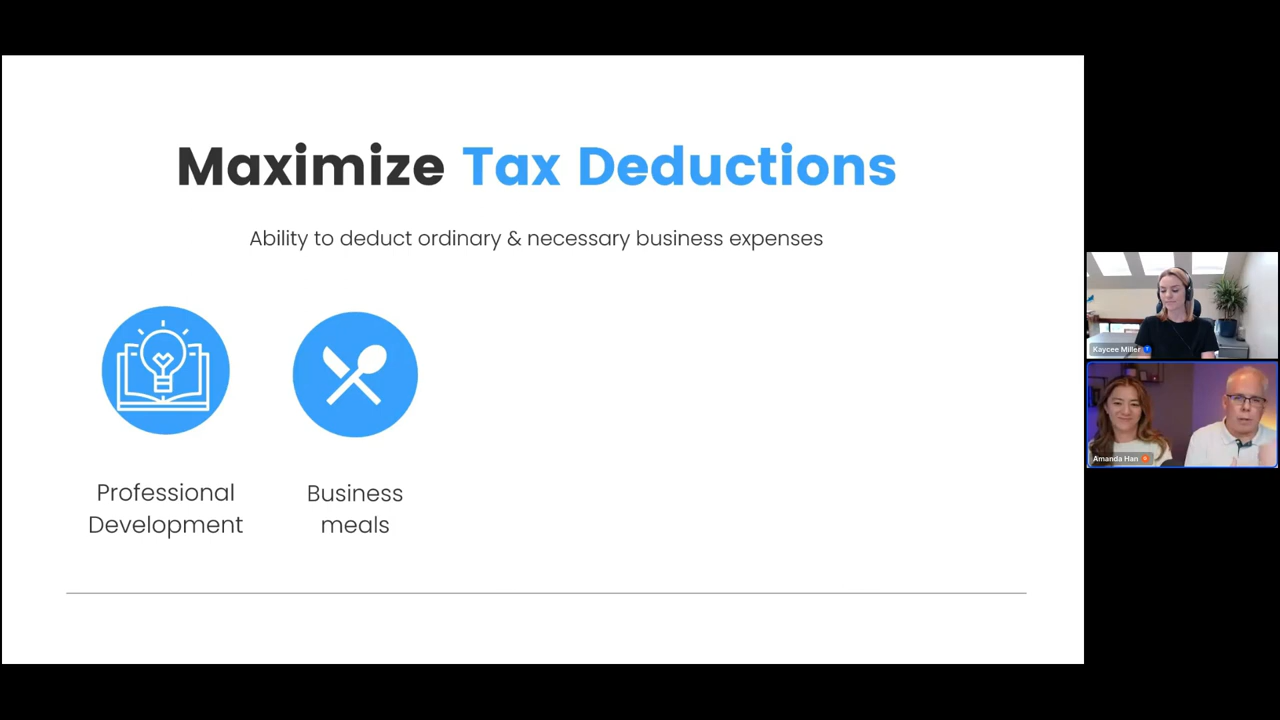 Maximize Tax Deductions
Ability to deduct ordinary & necessary business expenses
Professional
Development
Business
meals
Kaycee Miller
Amanda Han